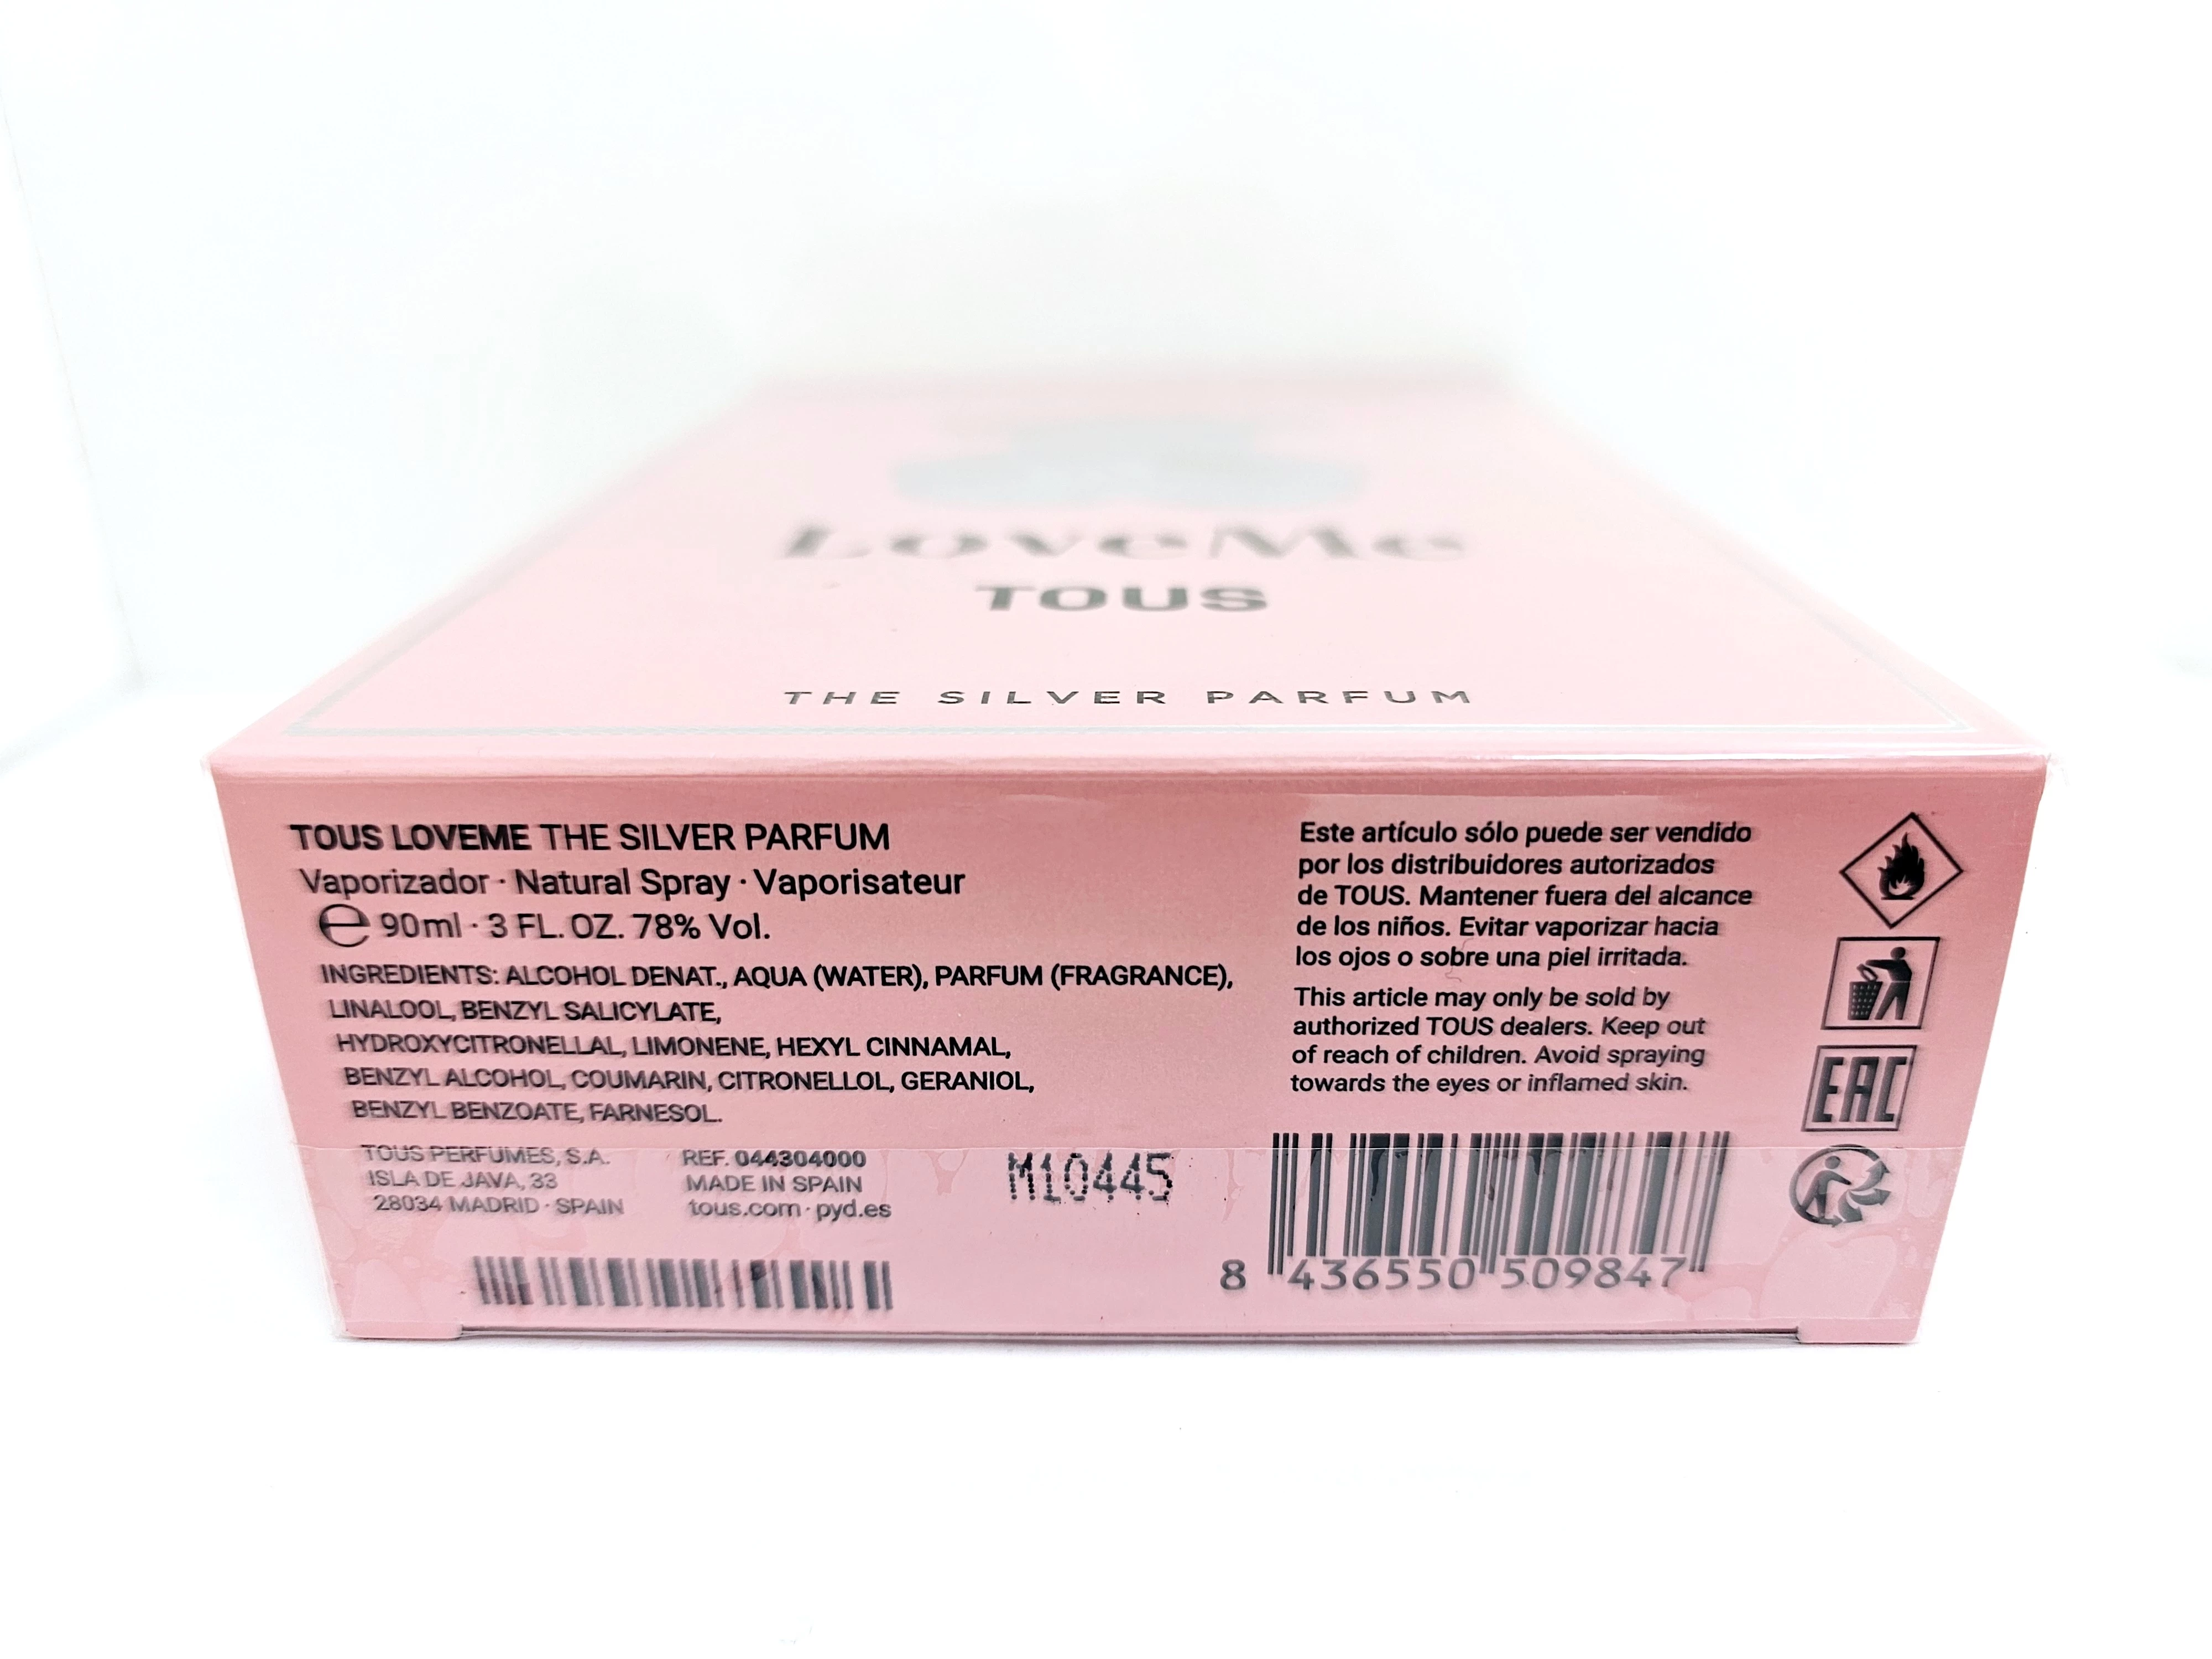 LoveMe
TOUS
THE SILVER PARFUM
TOUS LOVEME THE SILVER PARFUM
Vaporizador · Natural Spray · Vaporisateur
℮ 90ml · 3 FL. OZ. 78% Vol.
INGREDIENTS: ALCOHOL DENAT., AQUA (WATER), PARFUM (FRAGRANCE),
LINALOOL, BENZYL SALICYLATE,
HYDROXYCITRONELLAL, LIMONENE, HEXYL CINNAMAL,
BENZYL ALCOHOL, COUMARIN, CITRONELLOL, GERANIOL,
BENZYL BENZOATE, FARNESOL.
TOUS PERFUMES, S.A.
ISLA DE JAVA, 33
28034 MADRID · SPAIN
REF. 044304000
MADE IN SPAIN
tous.com · pyd.es
M10445
Este artículo sólo puede ser vendido
por los distribuidores autorizados
de TOUS. Mantener fuera del alcance
de los niños. Evitar vaporizar hacia
los ojos o sobre una piel irritada.
This article may only be sold by
authorized TOUS dealers. Keep out
of reach of children. Avoid spraying
towards the eyes or inflamed skin.
8 436550 509847
EAC